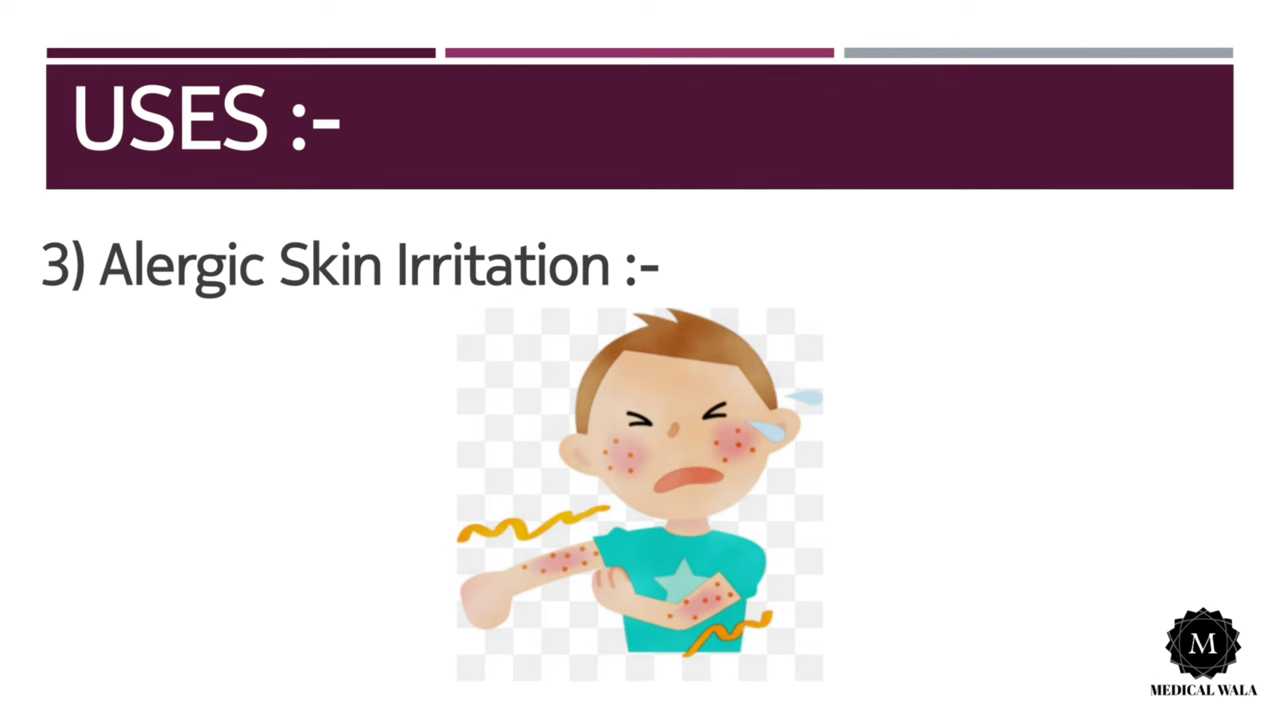 USES :-
3) Alergic Skin Irritation :-
M
MEDICAL WALA